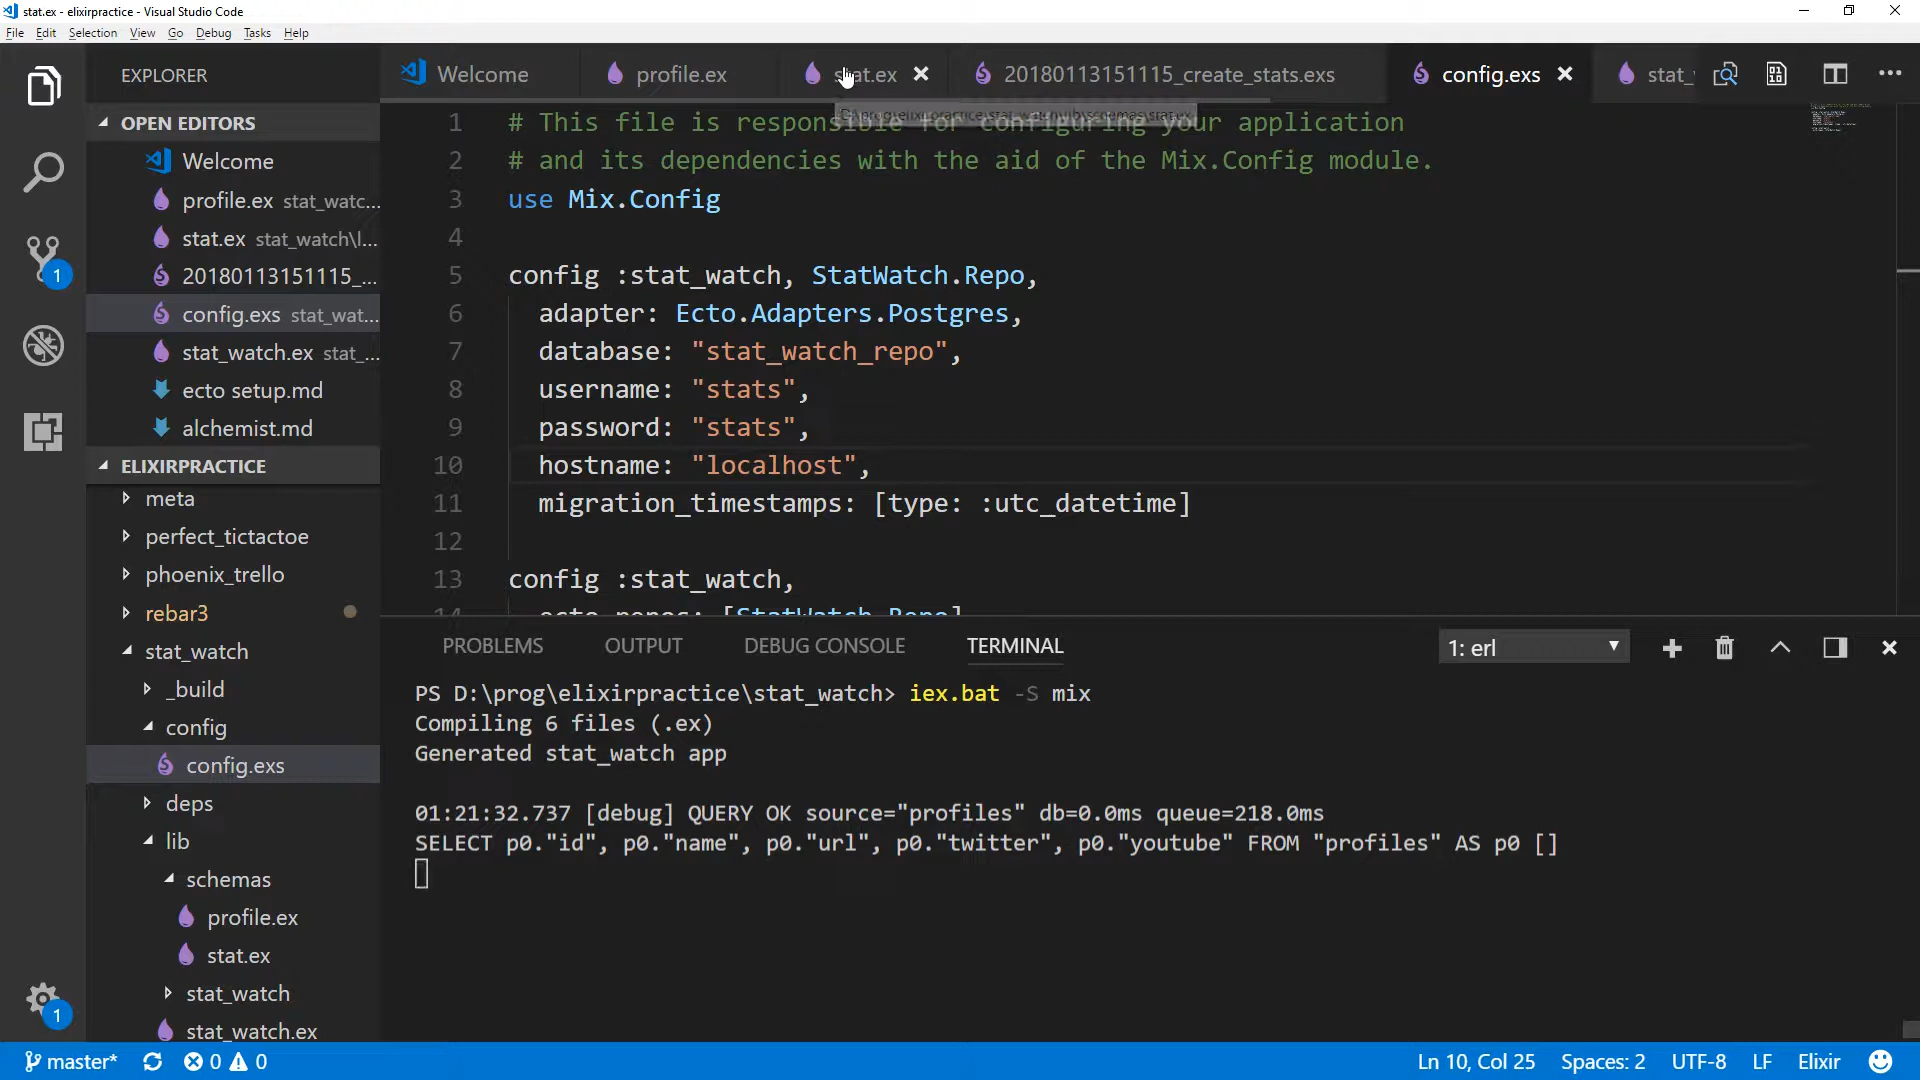 stat.ex - elixirpractice - Visual Studio Code
File Edit Selection View Go Debug Tasks Help
EXPLORER
OPEN EDITORS
Welcome
profile.ex stat_watc...
stat.ex stat_watch\l...
20180113151115_...
config.exs stat_wat...
stat_watch.ex stat_...
ecto setup.md
alchemist.md
ELIXIRPRACTICE
meta
perfect_tictactoe
phoenix_trello
rebar3
stat_watch
_build
config
config.exs
deps
lib
schemas
profile.ex
stat.ex
stat_watch
stat_watch.ex
1
1
Welcome profile.ex stat.ex 20180113151115_create_stats.exs config.exs stat_
1 # This file is responsible for configuring your application
2 # and its dependencies with the aid of the Mix.Config module.
3 use Mix.Config
4
5 config :stat_watch, StatWatch.Repo,
6 adapter: Ecto.Adapters.Postgres,
7 database: "stat_watch_repo",
8 username: "stats",
9 password: "stats",
10 hostname: "localhost",
11 migration_timestamps: [type: :utc_datetime]
12
13 config :stat_watch,
14 ecto_repos: [StatWatch.Repo]
PROBLEMS OUTPUT DEBUG CONSOLE TERMINAL 1: erl
PS D:\prog\elixirpractice\stat_watch> iex.bat -S mix
Compiling 6 files (.ex)
Generated stat_watch app
01:21:32.737 [debug] QUERY OK source="profiles" db=0.0ms queue=218.0ms
SELECT p0."id", p0."name", p0."url", p0."twitter", p0."youtube" FROM "profiles" AS p0 []
master* 0 0 Ln 10, Col 25 Spaces: 2 UTF-8 LF Elixir